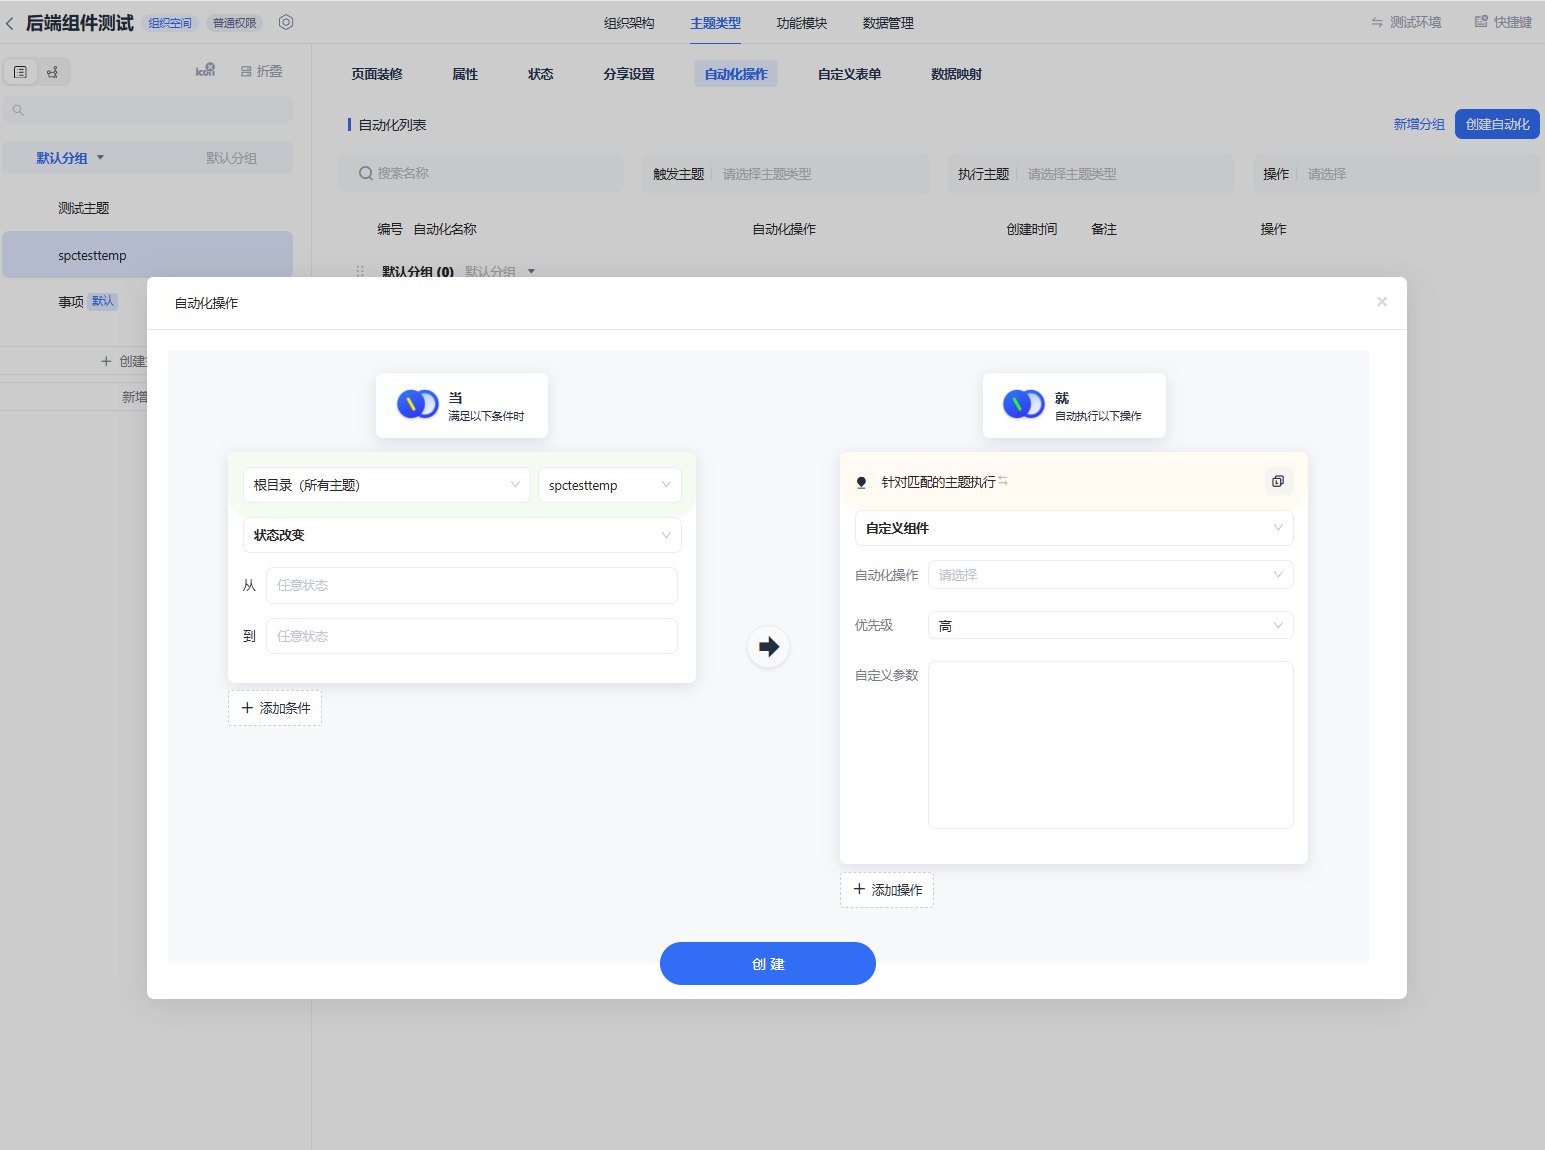 后端组件测试 组织空间 普通权限 组织架构 主题类型 功能模块 数据管理 测试环境 快捷键
icon 折叠
页面装修 属性 状态 分享设置 自动化操作 自定义表单 数据映射
自动化列表 新增分组 创建自动化
默认分组 默认分组
搜索名称 触发主题 请选择主题类型 执行主题 请选择主题类型 操作 请选择
测试主题
编号 自动化名称 自动化操作 创建时间 备注 操作
spctesttemp
默认分组 (0) 默认分组
事项 默认
自动化操作
创建
新增
当
满足以下条件时
就
自动执行以下操作
根目录（所有主题） spctesttemp
状态改变
从 任意状态
到 任意状态
添加条件
针对匹配的主题执行
自定义组件
自动化操作 请选择
优先级 高
自定义参数
添加操作
创 建